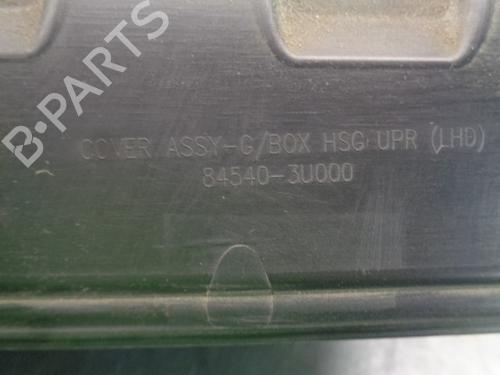 B-PARTS
COVER ASSY-G/BOX HSG UPR (LHD)
84540-3U000